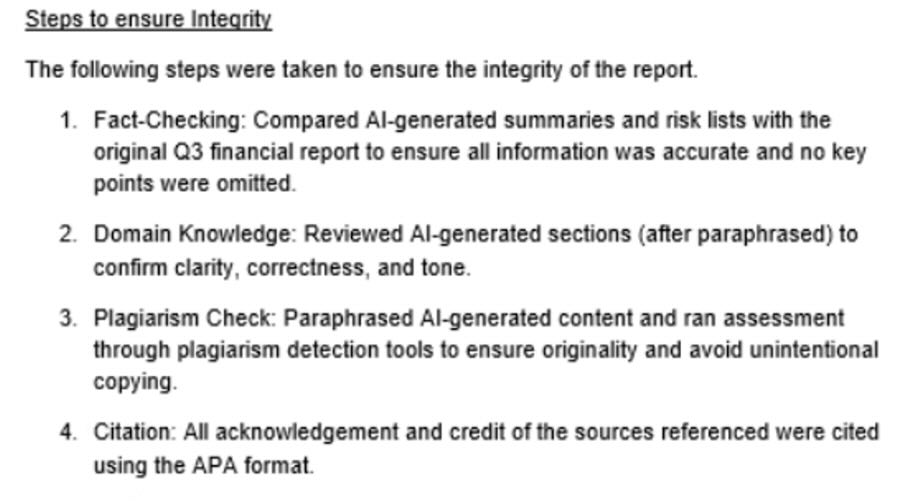 Steps to ensure Integrity
The following steps were taken to ensure the integrity of the report.
1. Fact-Checking: Compared AI-generated summaries and risk lists with the
original Q3 financial report to ensure all information was accurate and no key
points were omitted.
2. Domain Knowledge: Reviewed AI-generated sections (after paraphrased) to
confirm clarity, correctness, and tone.
3. Plagiarism Check: Paraphrased AI-generated content and ran assessment
through plagiarism detection tools to ensure originality and avoid unintentional
copying.
4. Citation: All acknowledgement and credit of the sources referenced were cited
using the APA format.